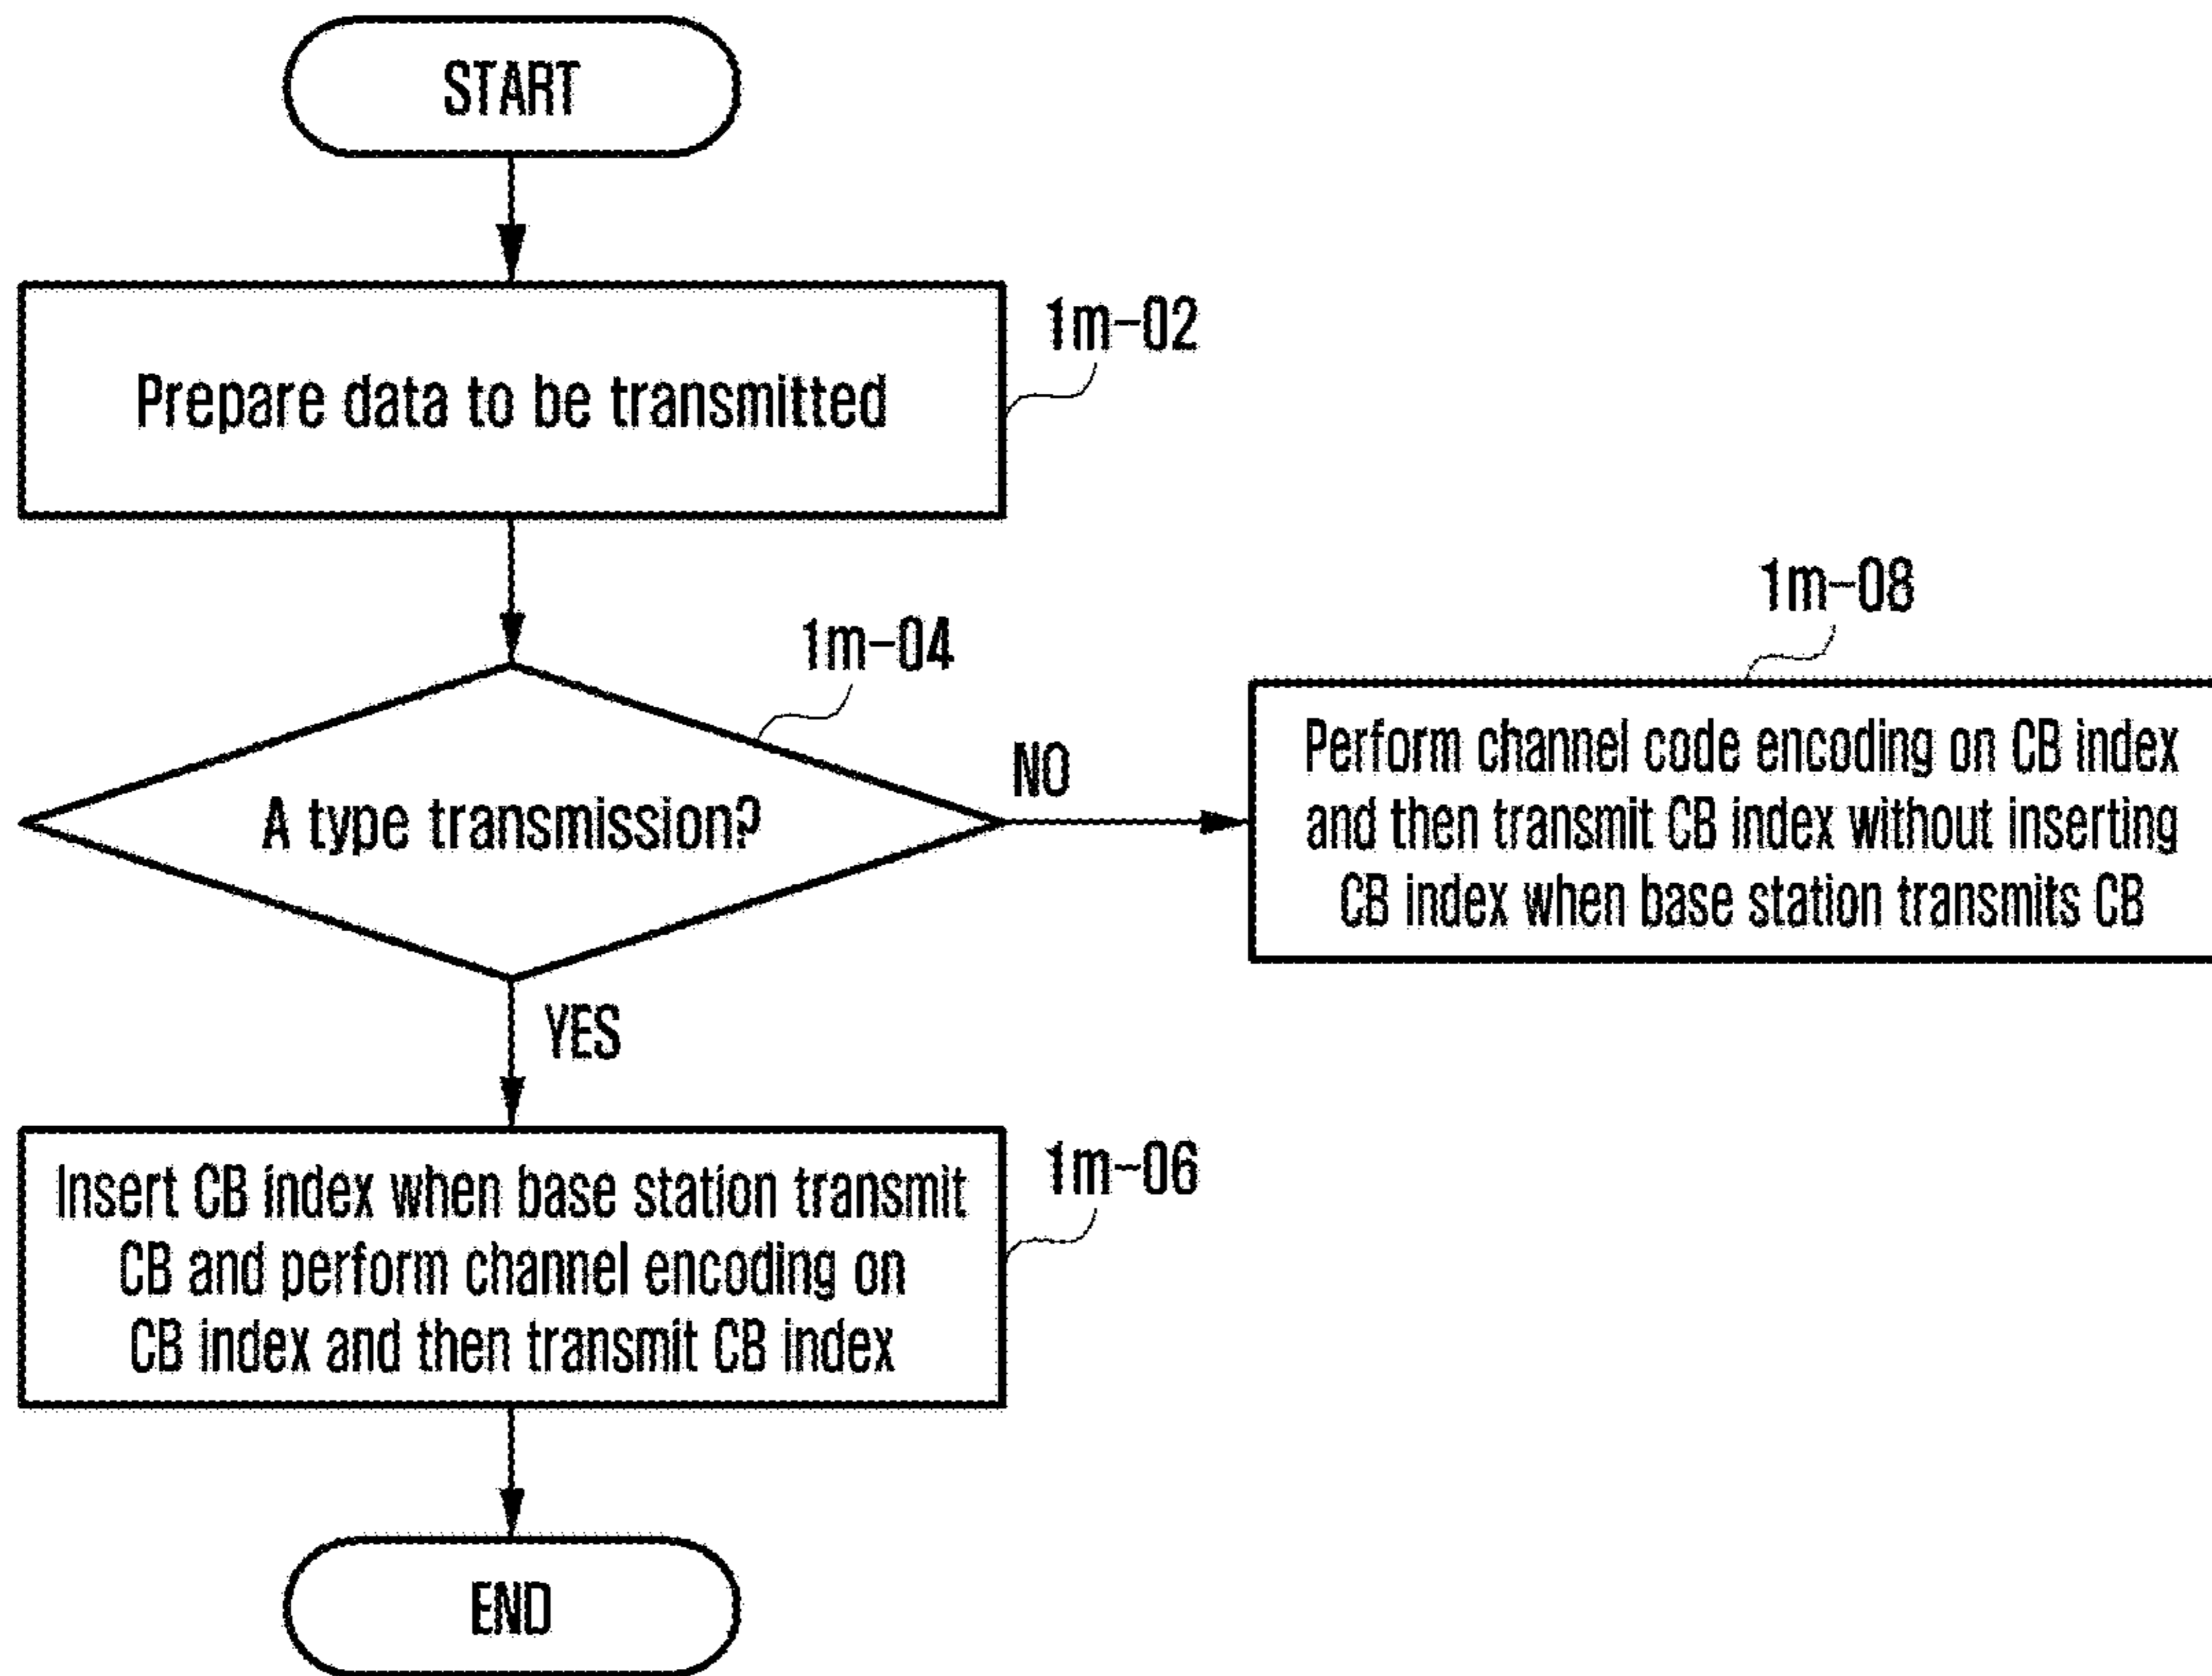 START
1m-02
Prepare data to be transmitted
1m-04
A type transmission?
NO
1m-08
Perform channel code encoding on CB index
and then transmit CB index without inserting
CB index when base station transmits CB
YES
1m-06
Insert CB index when base station transmit
CB and perform channel encoding on
CB index and then transmit CB index
END